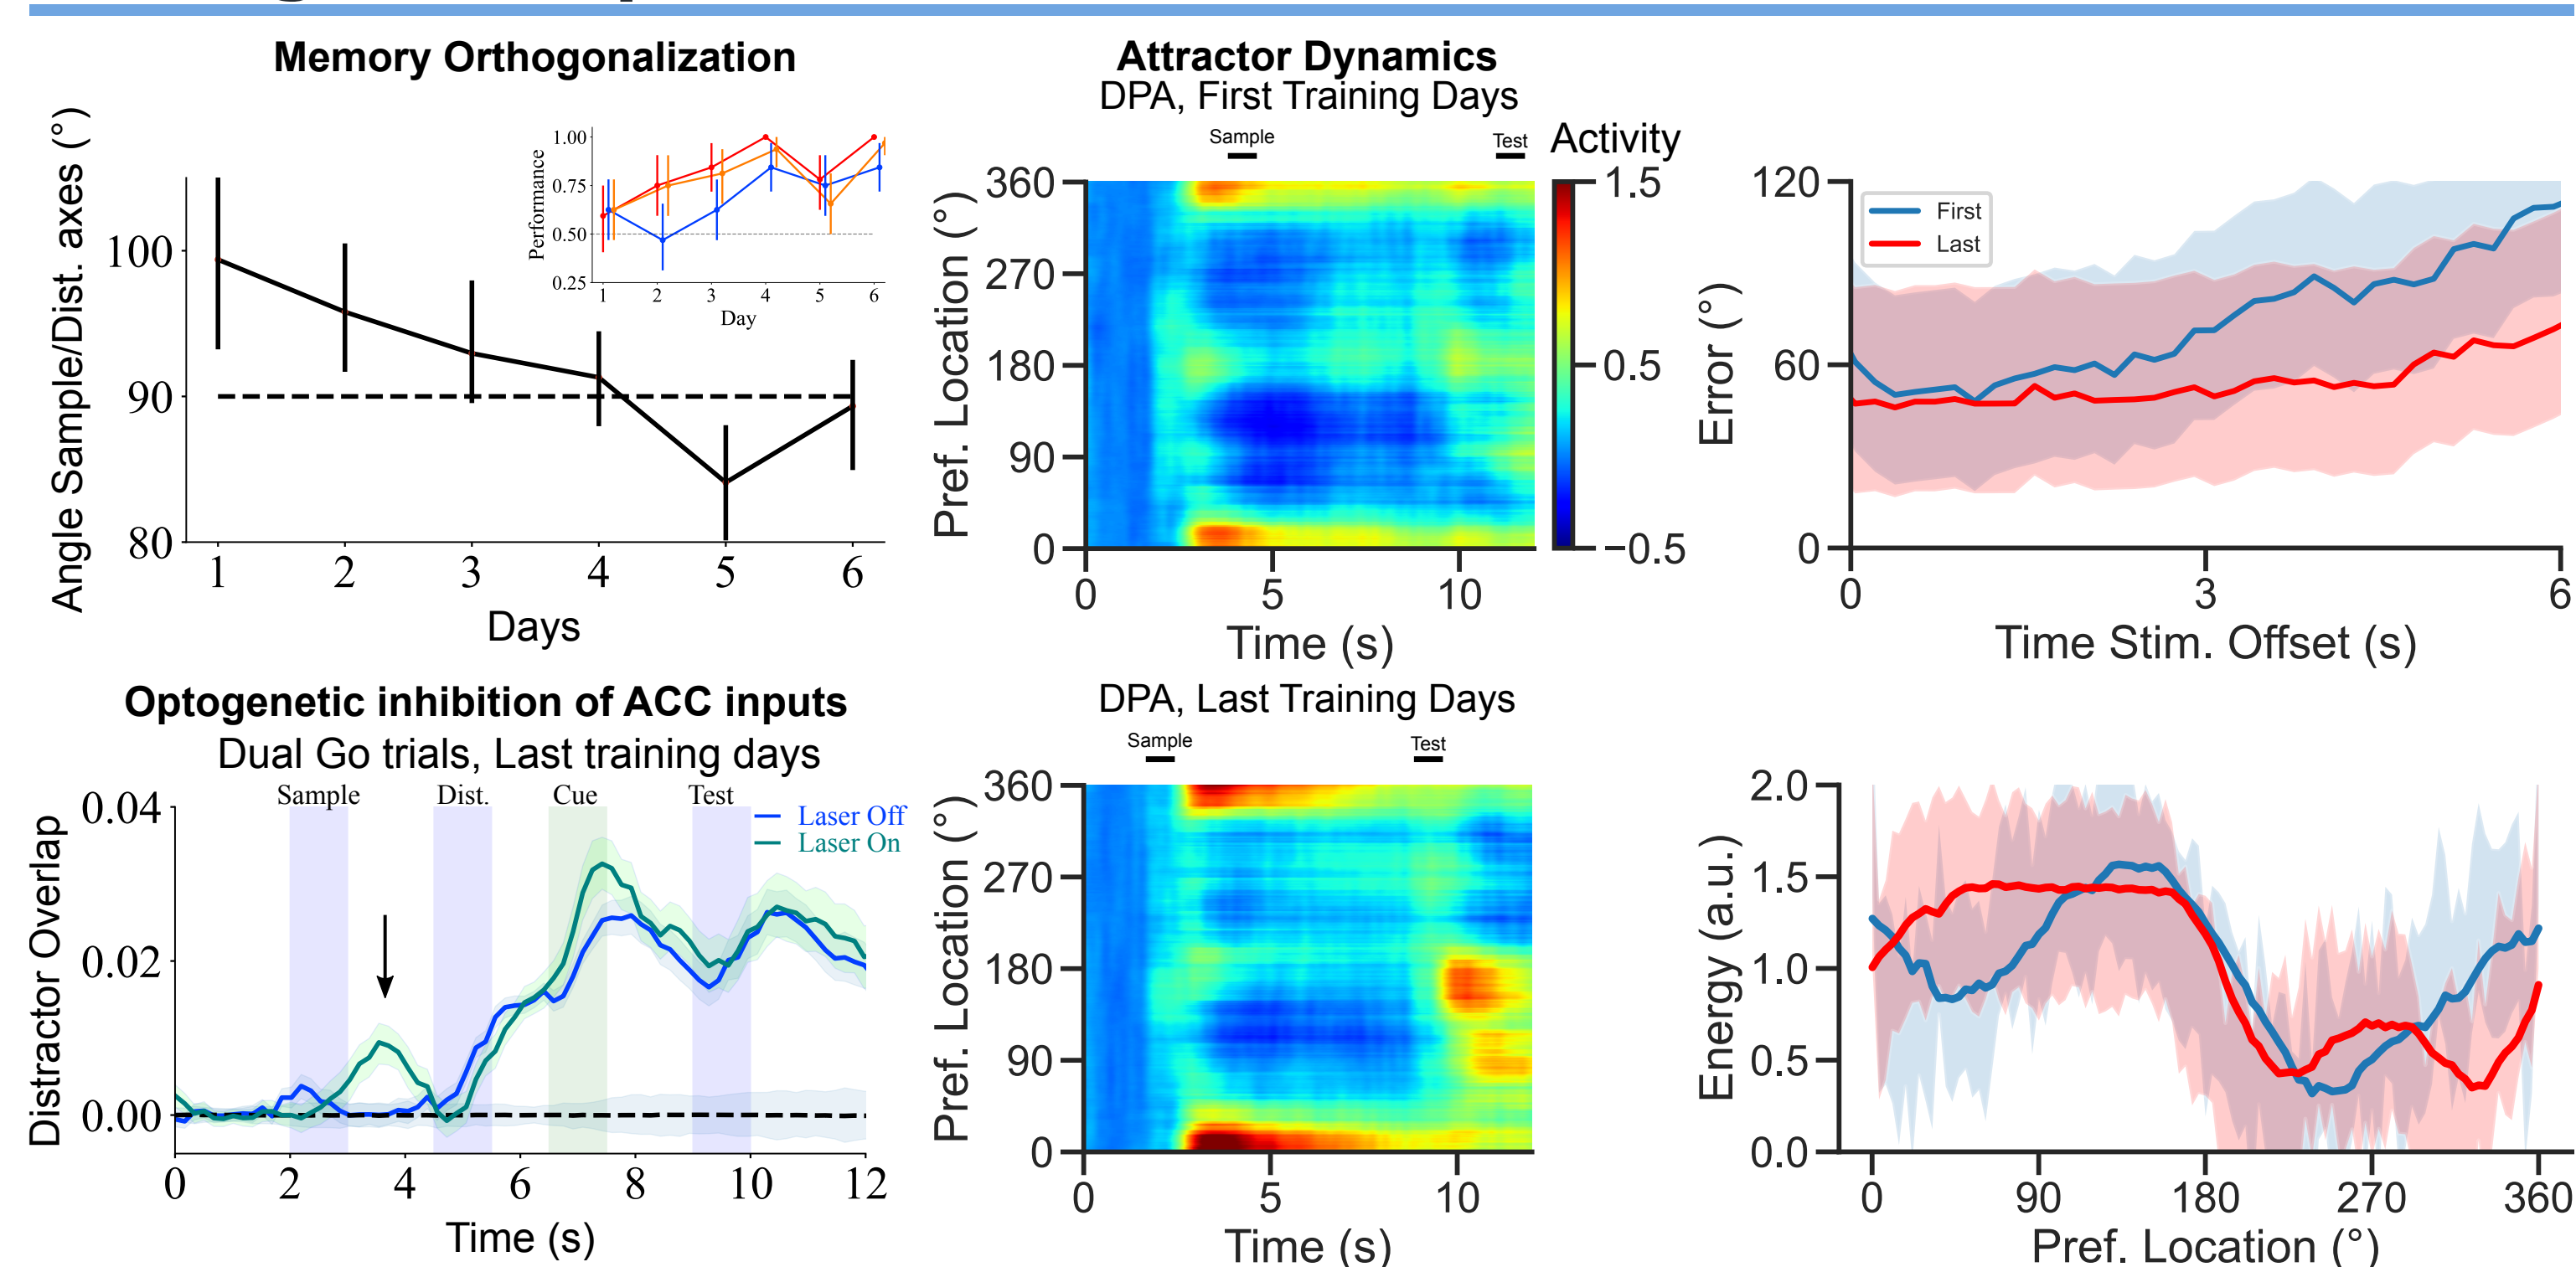 Memory Orthogonalization
Angle Sample/Dist. axes (°)
100
90
80
1 2 3 4 5 6
Days
Performance
1.00
0.75
0.50
0.25
1 2 3 4 5 6
Day
Attractor Dynamics
DPA, First Training Days
Sample
Test
Activity
1.5
0.5
−0.5
Pref. Location (°)
360
270
180
90
0
0 5 10
Time (s)
Error (°)
120
60
0
First
Last
0 3 6
Time Stim. Offset (s)
Optogenetic inhibition of ACC inputs
Dual Go trials, Last training days
Sample Dist. Cue Test
Laser Off
Laser On
Distractor Overlap
0.04
0.02
0.00
0 2 4 6 8 10 12
Time (s)
DPA, Last Training Days
Sample
Test
Pref. Location (°)
360
270
180
90
0
0 5 10
Time (s)
Energy (a.u.)
2.0
1.5
1.0
0.5
0.0
0 90 180 270 360
Pref. Location (°)